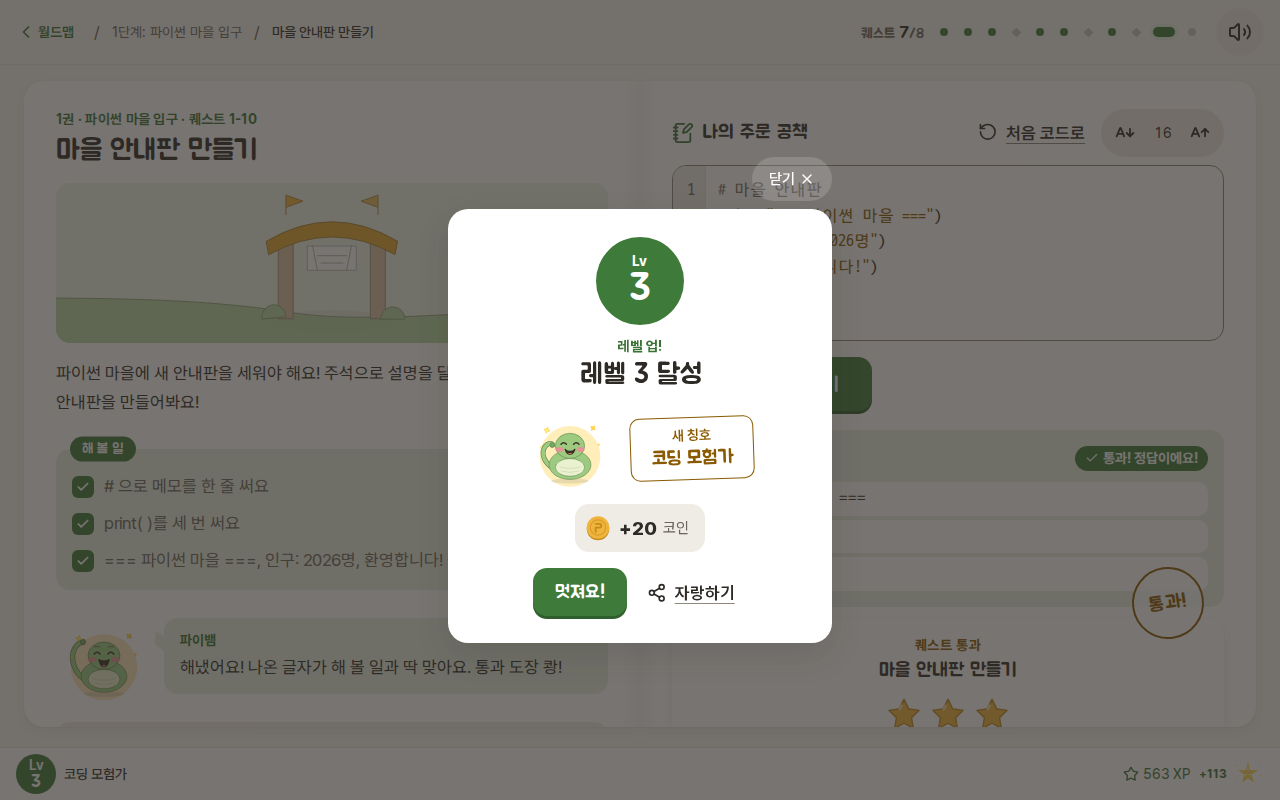 월드맵 / 1단계: 파이썬 마을 입구 / 마을 안내판 만들기
퀘스트 7/8
1권 · 파이썬 마을 입구 · 퀘스트 1-10
마을 안내판 만들기
파이썬 마을에 새 안내판을 세워야 해요! 주석으로 설명을
안내판을 만들어봐요!
해 볼 일
# 으로 메모를 한 줄 써요
print( )를 세 번 써요
=== 파이썬 마을 ===, 인구: 2026명, 환영합니다!
파이뱀
해냈어요! 나온 글자가 해 볼 일과 딱 맞아요. 통과 도장 쾅!
나의 주문 공책
처음 코드로
A↓ 16 A↑
닫기 ×
1 # 마을 안내판
이썬 마을 ===")
026명")
다!")
Lv
3
레벨 업!
레벨 3 달성
새 칭호
코딩 모험가
+20 코인
멋져요!
자랑하기
통과! 정답이에요!
===
통과!
퀘스트 통과
마을 안내판 만들기
Lv
3
코딩 모험가
563 XP +113